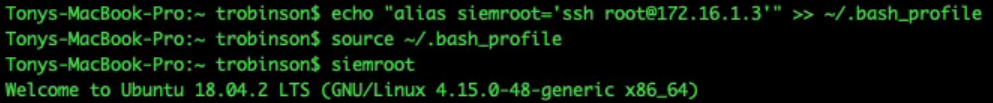 Tonys-MacBook-Pro:~ trobinson$ echo "alias siemroot='ssh root@172.16.1.3'" >> ~/.bash_profile
Tonys-MacBook-Pro:~ trobinson$ source ~/.bash_profile
Tonys-MacBook-Pro:~ trobinson$ siemroot
Welcome to Ubuntu 18.04.2 LTS (GNU/Linux 4.15.0-48-generic x86_64)